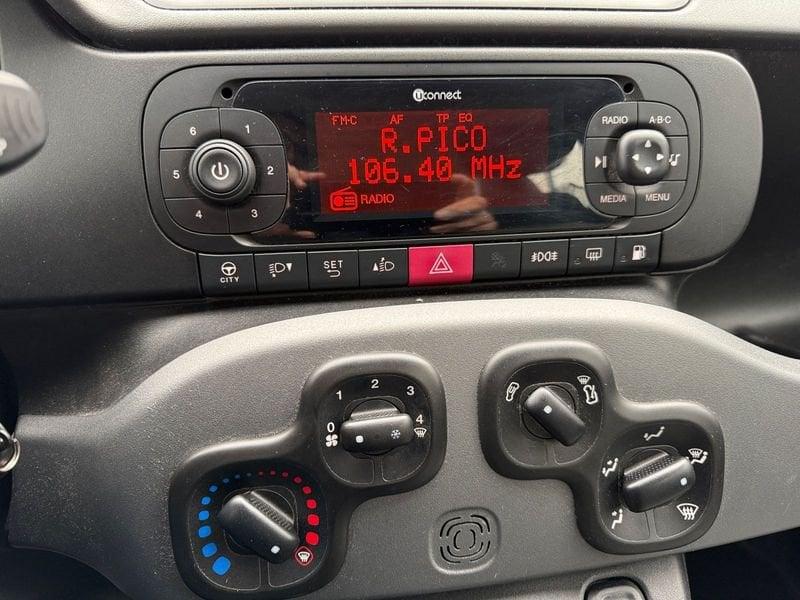 uconnect
FM-C AF TP EQ
R.PICO
106.40 MHz
RADIO
6 1
5 2
4 3
RADIO A·B·C
MEDIA MENU
CITY
SET
0 1 2 3 4